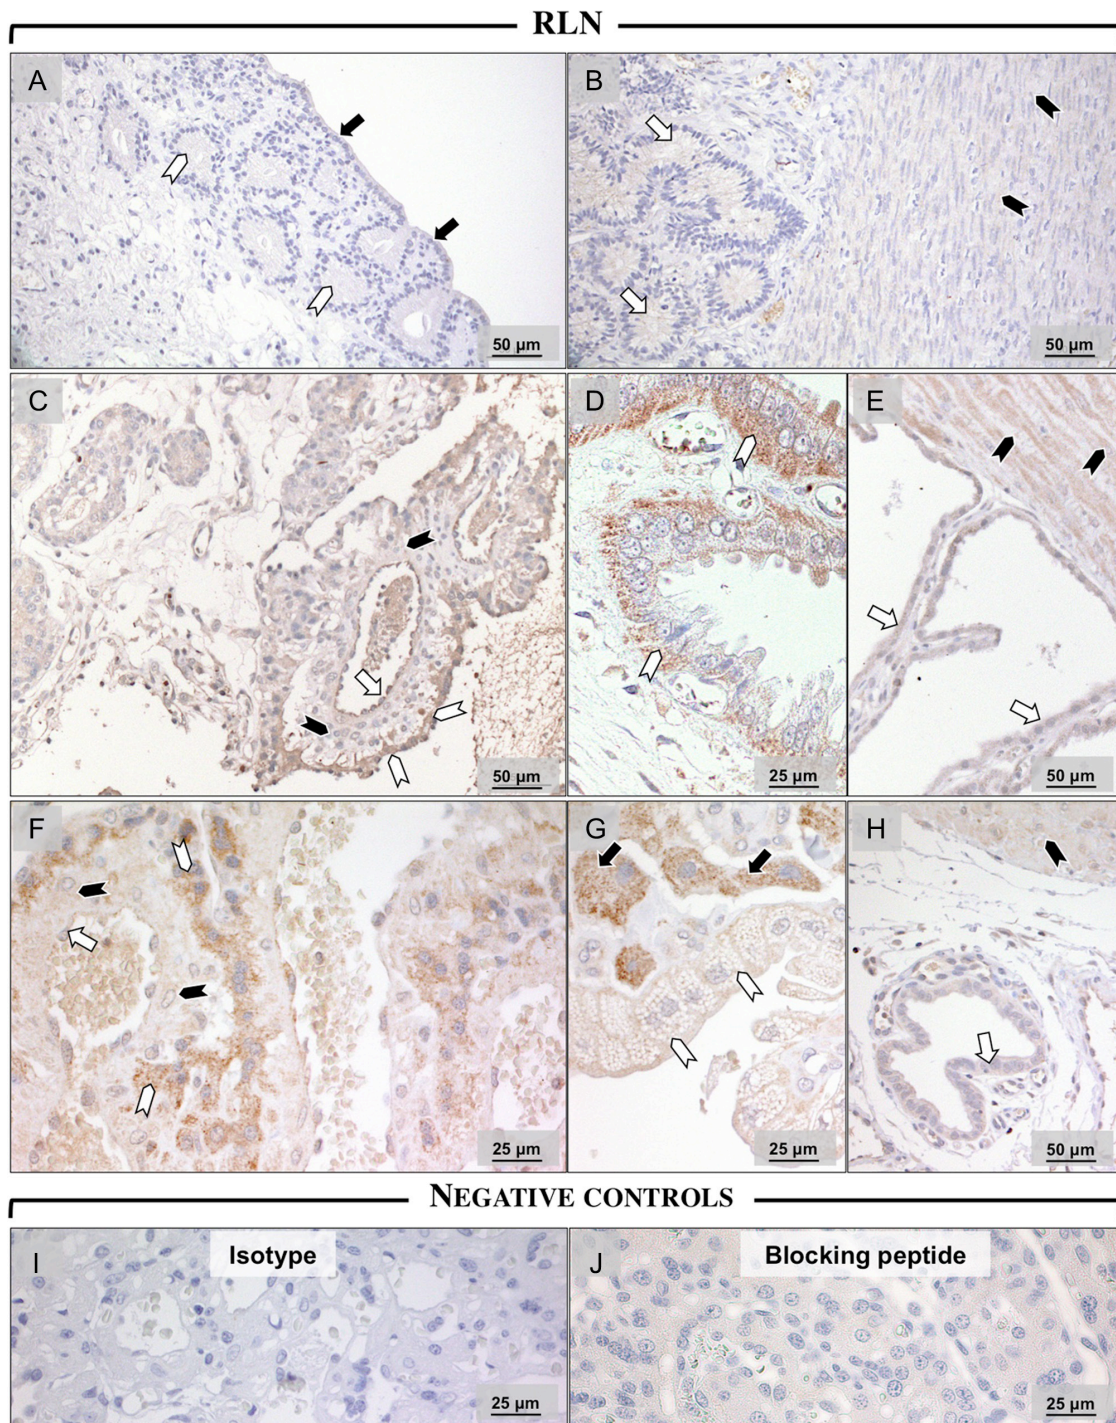 RLN
A
B
50 µm
50 µm
C
D
E
50 µm
25 µm
50 µm
F
G
H
25 µm
25 µm
50 µm
NEGATIVE CONTROLS
I
Isotype
J
Blocking peptide
25 µm
25 µm